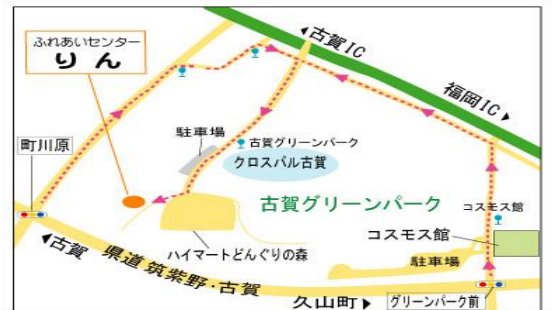 ふれあいセンター
りん
◀古賀IC
福岡IC▶
町川原
駐車場
古賀グリーンパーク
クロスパル古賀
古賀グリーンパーク
コスモス館
コスモス館
駐車場
ハイマートどんぐりの森
◀古賀 県道 筑紫野・古賀
久山町▶
グリーンパーク前